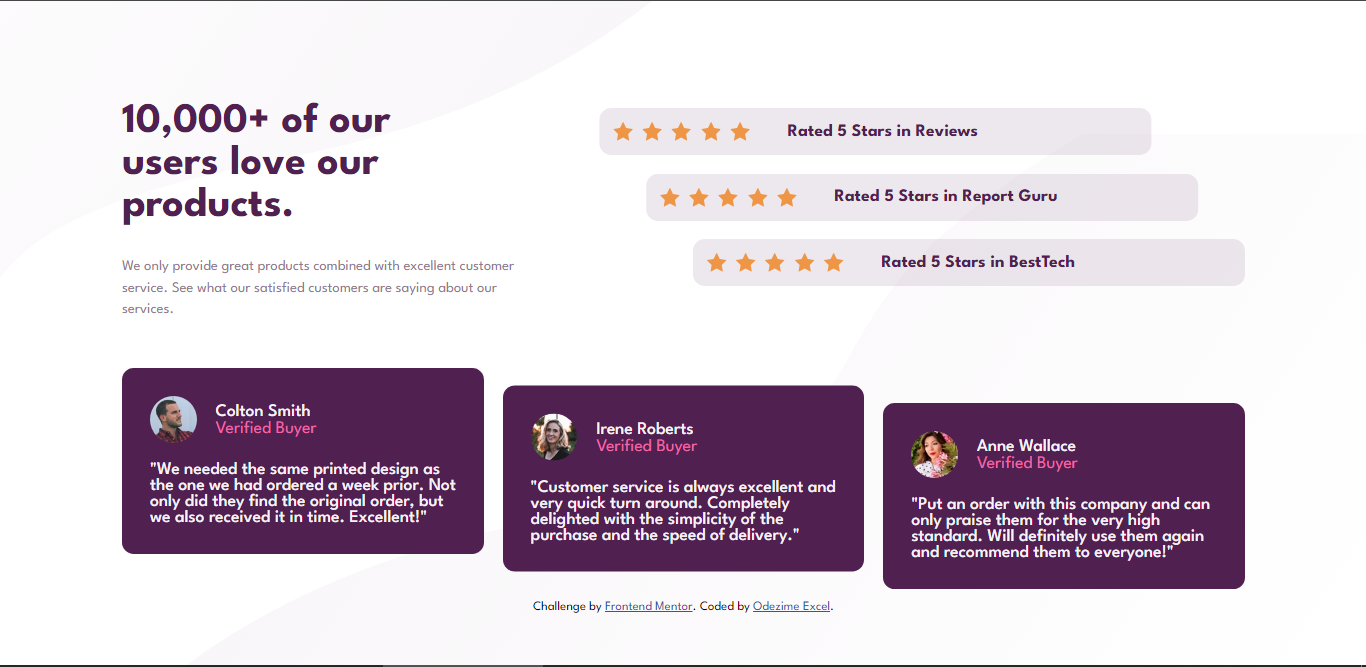 10,000+ of our
users love our
products.
We only provide great products combined with excellent customer
service. See what our satisfied customers are saying about our
services.
Rated 5 Stars in Reviews
Rated 5 Stars in Report Guru
Rated 5 Stars in BestTech
Colton Smith
Verified Buyer
"We needed the same printed design as
the one we had ordered a week prior. Not
only did they find the original order, but
we also received it in time. Excellent!"
Irene Roberts
Verified Buyer
"Customer service is always excellent and
very quick turn around. Completely
delighted with the simplicity of the
purchase and the speed of delivery."
Anne Wallace
Verified Buyer
"Put an order with this company and can
only praise them for the very high
standard. Will definitely use them again
and recommend them to everyone!"
Challenge by Frontend Mentor. Coded by Odezime Excel.